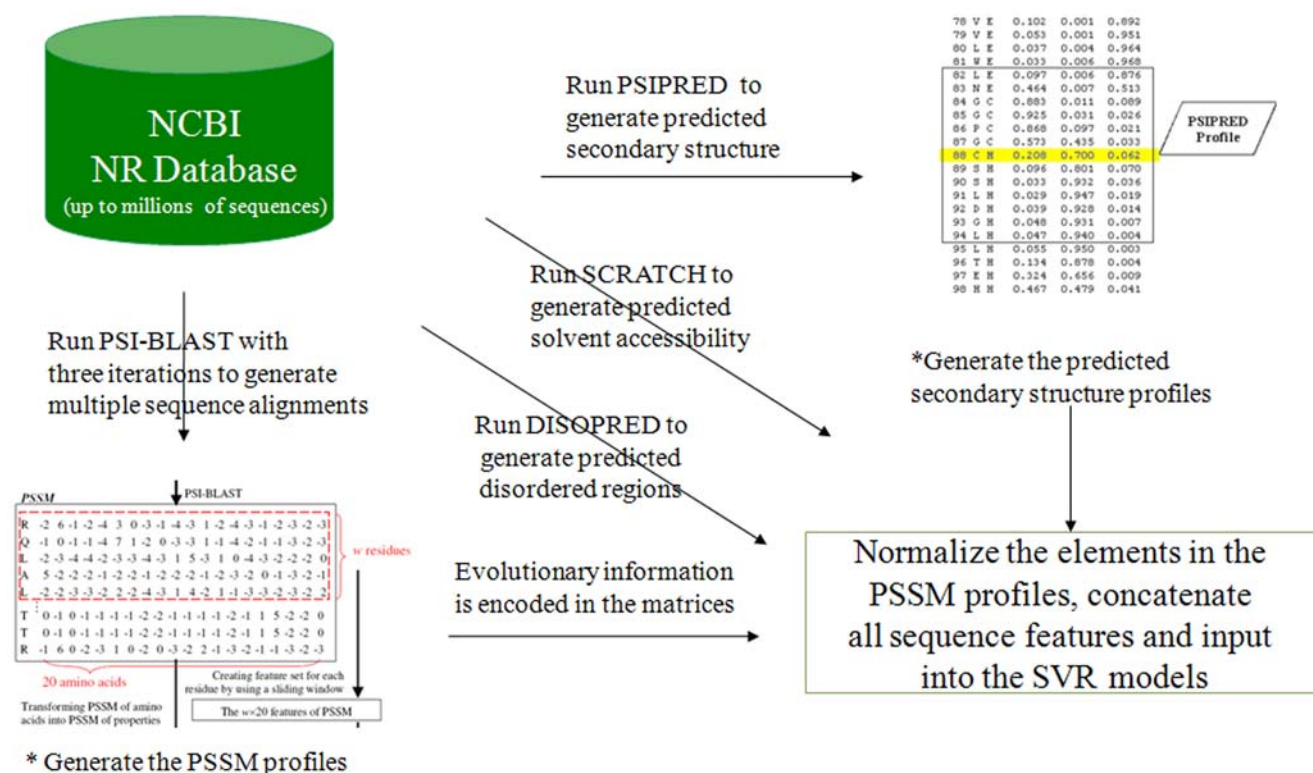 NCBI
NR Database
(up to millions of sequences)
Run PSIPRED to
generate predicted
secondary structure
78 V E 0.102 0.001 0.892
79 V E 0.053 0.001 0.951
80 L E 0.037 0.004 0.964
81 W E 0.033 0.006 0.968
82 L E 0.097 0.006 0.876
83 N E 0.464 0.007 0.513
84 G C 0.883 0.011 0.089
85 G C 0.925 0.031 0.026
86 P C 0.868 0.097 0.021
87 G C 0.573 0.435 0.033
88 C H 0.208 0.700 0.062
89 S H 0.096 0.801 0.070
90 S H 0.033 0.932 0.036
91 L H 0.029 0.947 0.019
92 D H 0.039 0.928 0.014
93 G H 0.048 0.931 0.007
94 L H 0.047 0.940 0.004
95 L H 0.055 0.950 0.003
96 T H 0.134 0.878 0.004
97 E H 0.324 0.656 0.009
98 H H 0.467 0.479 0.041
PSIPRED
Profile
Run SCRATCH to
generate predicted
solvent accessibility
Run PSI-BLAST with
three iterations to generate
multiple sequence alignments
*Generate the predicted
secondary structure profiles
Run DISOPRED to
generate predicted
disordered regions
PSSM
PSI-BLAST
R -2 6 -1 -2 -4 3 0 -3 -1 -4 -3 1 -2 -4 -3 -1 -2 -3 -2 -3
Q -1 0 -1 -1 -4 7 1 -2 0 -3 -3 1 -1 -4 -2 -1 -1 -3 -2 -3
L -2 -3 -4 -4 -2 -3 -3 -4 -3 1 5 -3 1 0 -4 -3 -2 -2 -2 0
A 5 -2 -2 -2 -1 -2 -2 -1 -2 -2 -2 -1 -2 -3 -2 0 -1 -3 -2 -1
L -2 -2 -3 -3 -2 2 -2 -4 -3 1 4 -2 1 -1 -3 -3 -2 -3 -2 2
T 0 -1 0 -1 -1 -1 -1 -2 -2 -1 -1 -1 -1 -2 -1 1 5 -2 -2 0
T 0 -1 0 -1 -1 -1 -1 -2 -2 -1 -1 -1 -1 -2 -1 1 5 -2 -2 0
R -1 6 0 -2 -3 1 0 -2 0 -3 -2 2 -1 -3 -2 -1 -1 -3 -2 -3
w residues
20 amino acids
Creating feature set for each
residue by using a sliding window
Transforming PSSM of amino
acids into PSSM of properties
The w×20 features of PSSM
* Generate the PSSM profiles
Evolutionary information
is encoded in the matrices
Normalize the elements in the
PSSM profiles, concatenate
all sequence features and input
into the SVR models